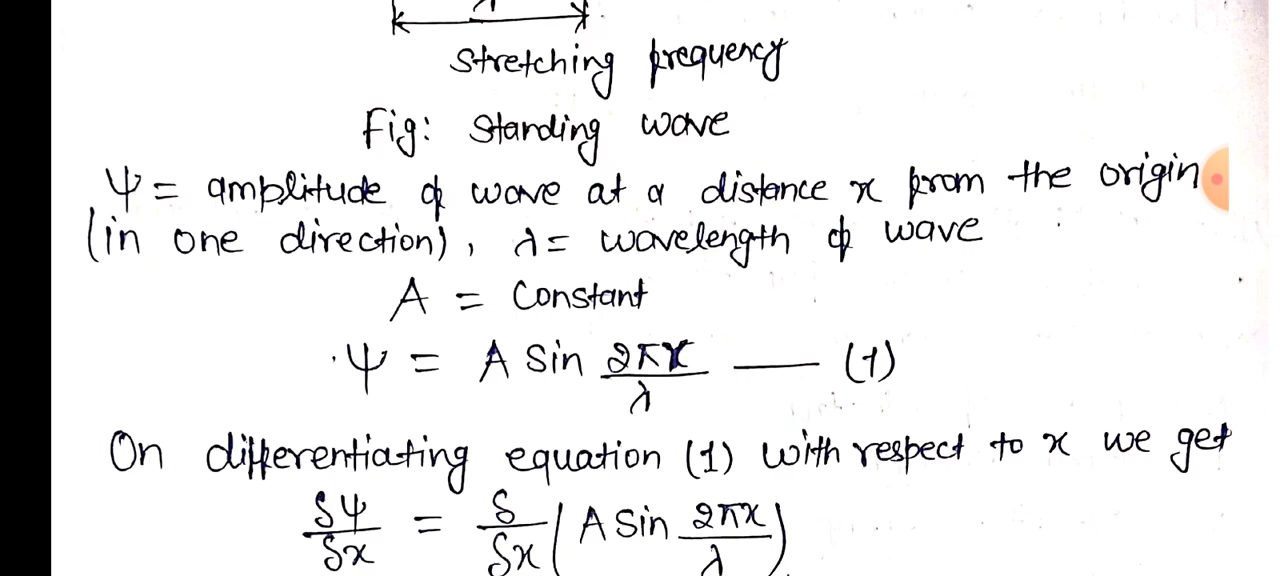 λ
Stretching frequency
Fig: Standing wave
Ψ = amplitude of wave at a distance x from the origin
(in one direction), λ = wavelength of wave
A = Constant
Ψ = A Sin 2πx/λ — (1)
On differentiating equation (1) with respect to x we get
δΨ/δx = δ/δx (A Sin 2πx/λ)